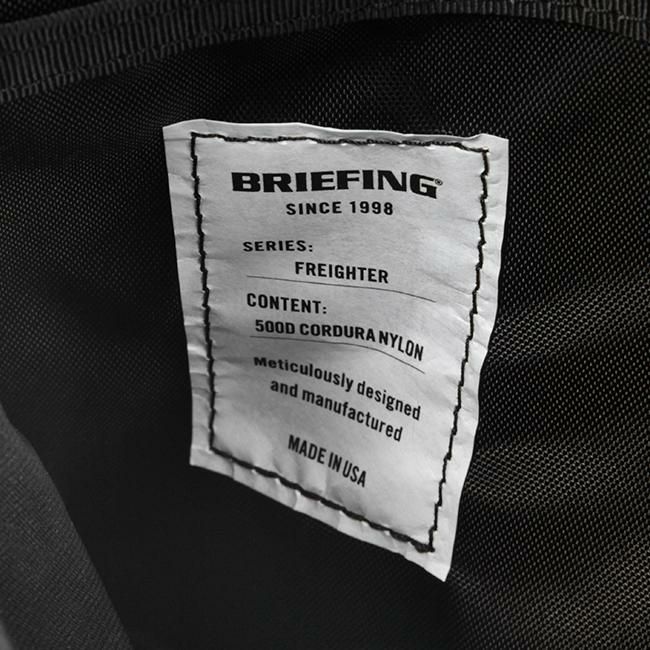 BRIEFING®
SINCE 1998
SERIES:
FREIGHTER
CONTENT:
500D CORDURA NYLON
Meticulously designed
and manufactured
MADE IN USA